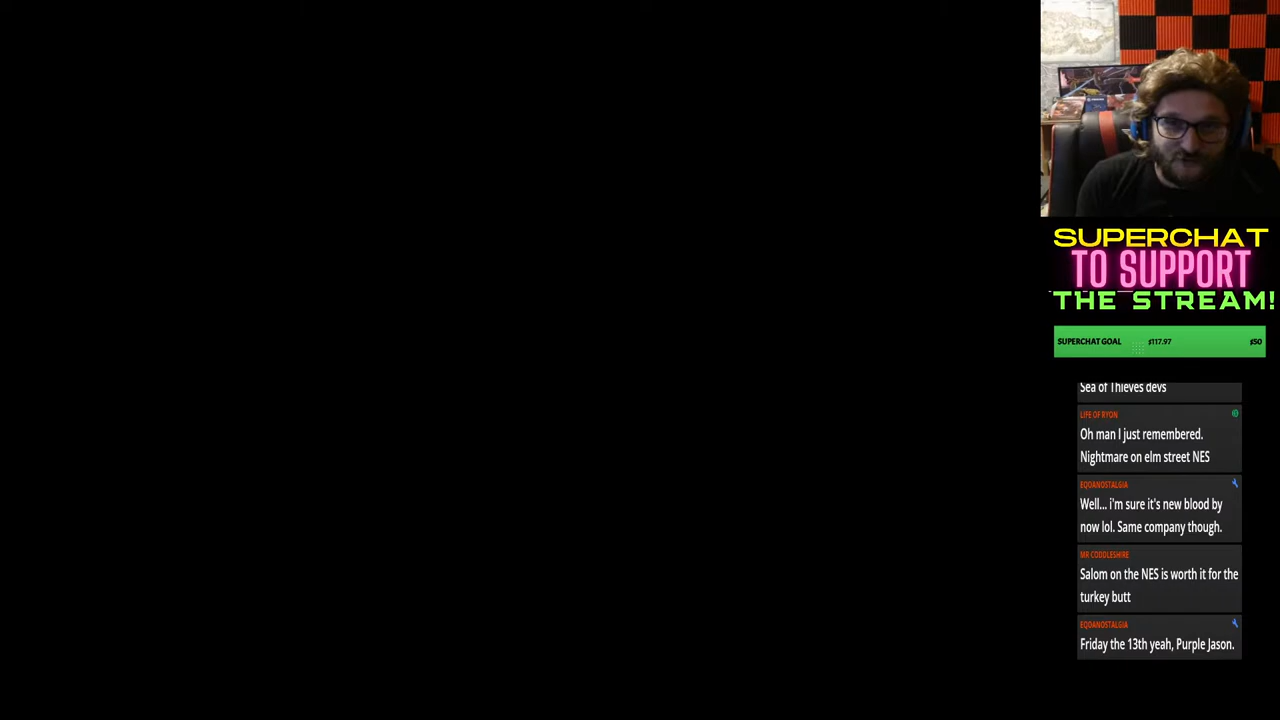 SUPERCHAT
TO SUPPORT
THE STREAM!
SUPERCHAT GOAL $117.97 $50
Sea of Thieves devs
LIFE OF RYON
Oh man I just remembered.
Nightmare on elm street NES
EQOANOSTALGIA
Well... i'm sure it's new blood by
now lol. Same company though.
MR CODDLESHIRE
Salom on the NES is worth it for the
turkey butt
EQOANOSTALGIA
Friday the 13th yeah, Purple Jason.